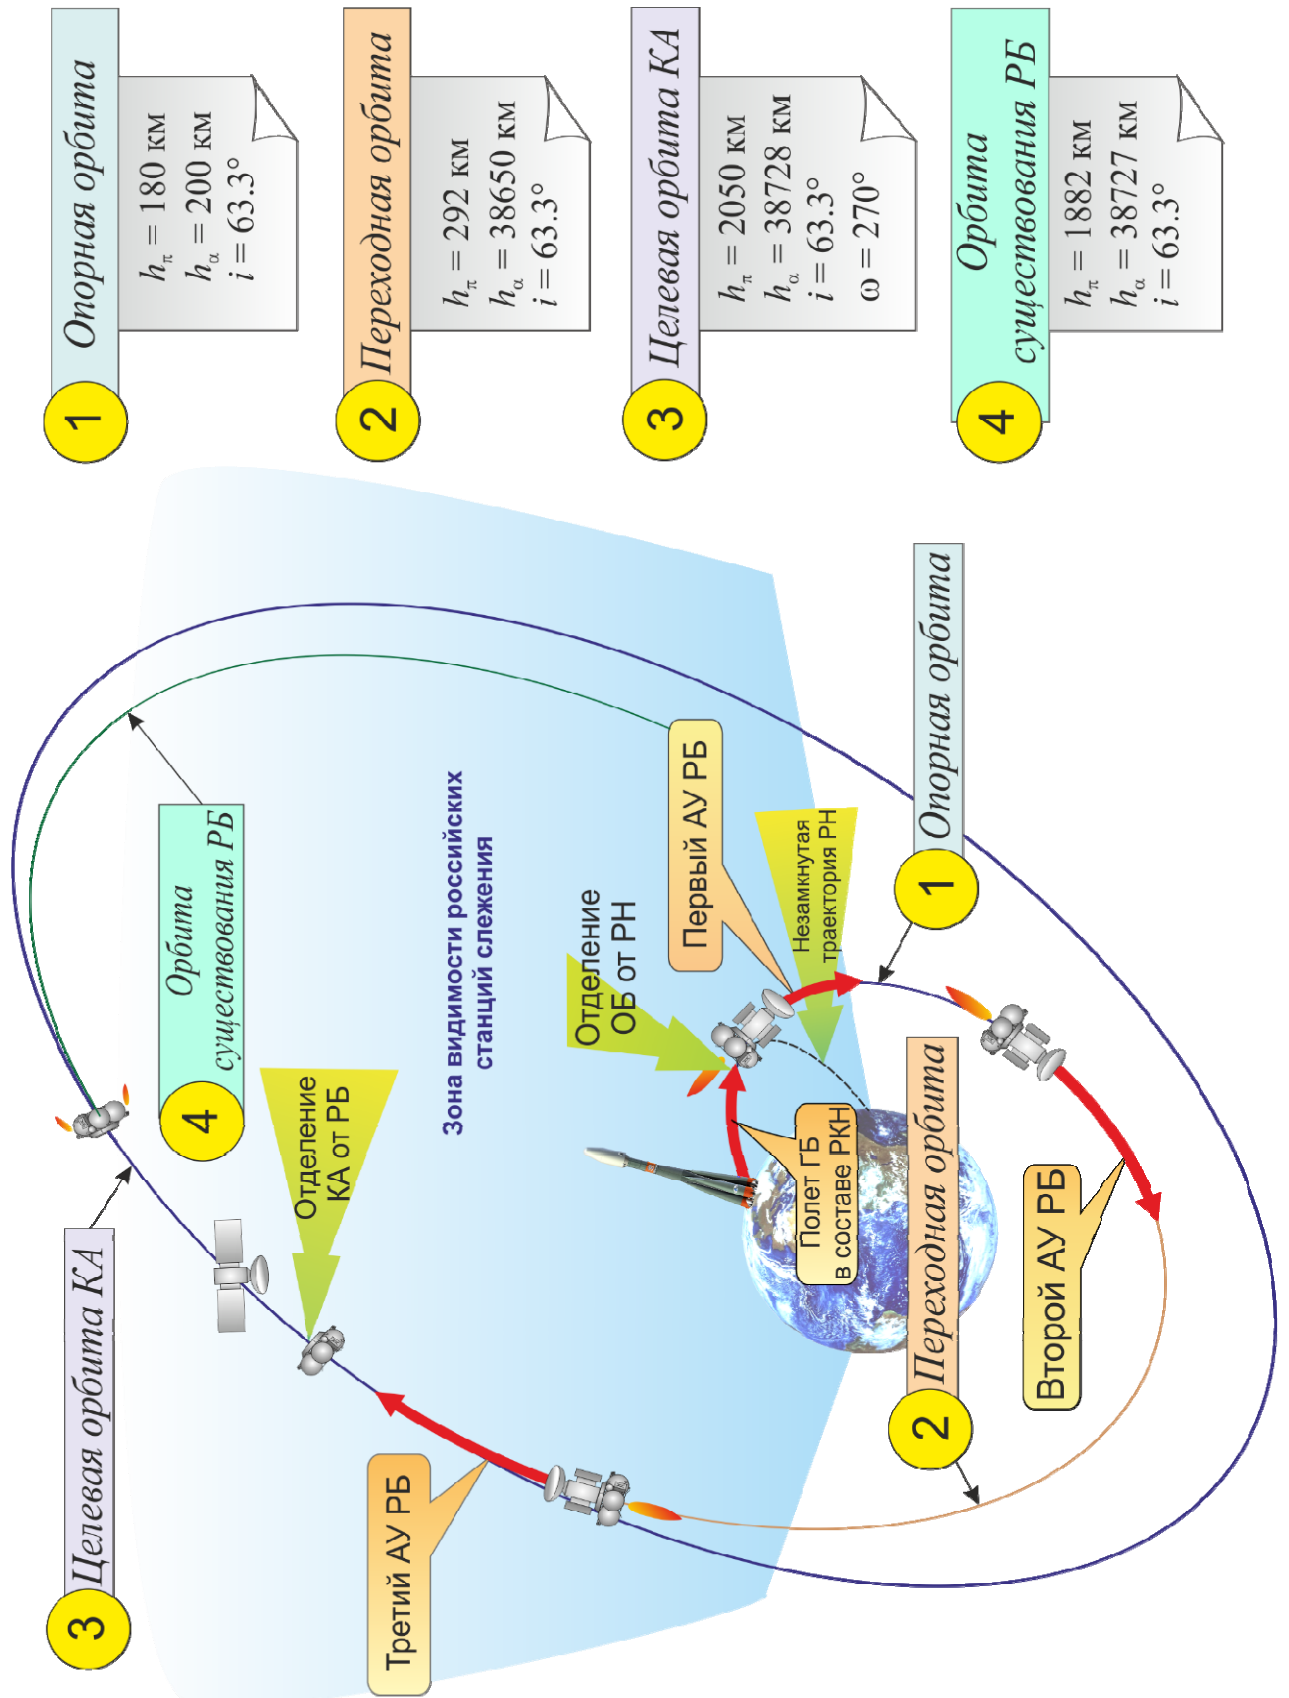 1
Опорная орбита
hπ = 180 км
hα = 200 км
i = 63.3°
2
Переходная орбита
hπ = 292 км
hα = 38650 км
i = 63.3°
3
Целевая орбита КА
hπ = 2050 км
hα = 38728 км
i = 63.3°
ω = 270°
4
Орбита
существования РБ
hπ = 1882 км
hα = 38727 км
i = 63.3°
3
Целевая орбита КА
4
Орбита
существования РБ
Отделение
КА от РБ
Третий АУ РБ
Зона видимости российских
станций слежения
Отделение
ОБ от РН
Первый АУ РБ
Незамкнутая
траектория РН
Полет ГБ
в составе РКН
1
Опорная орбита
2
Переходная орбита
Второй АУ РБ